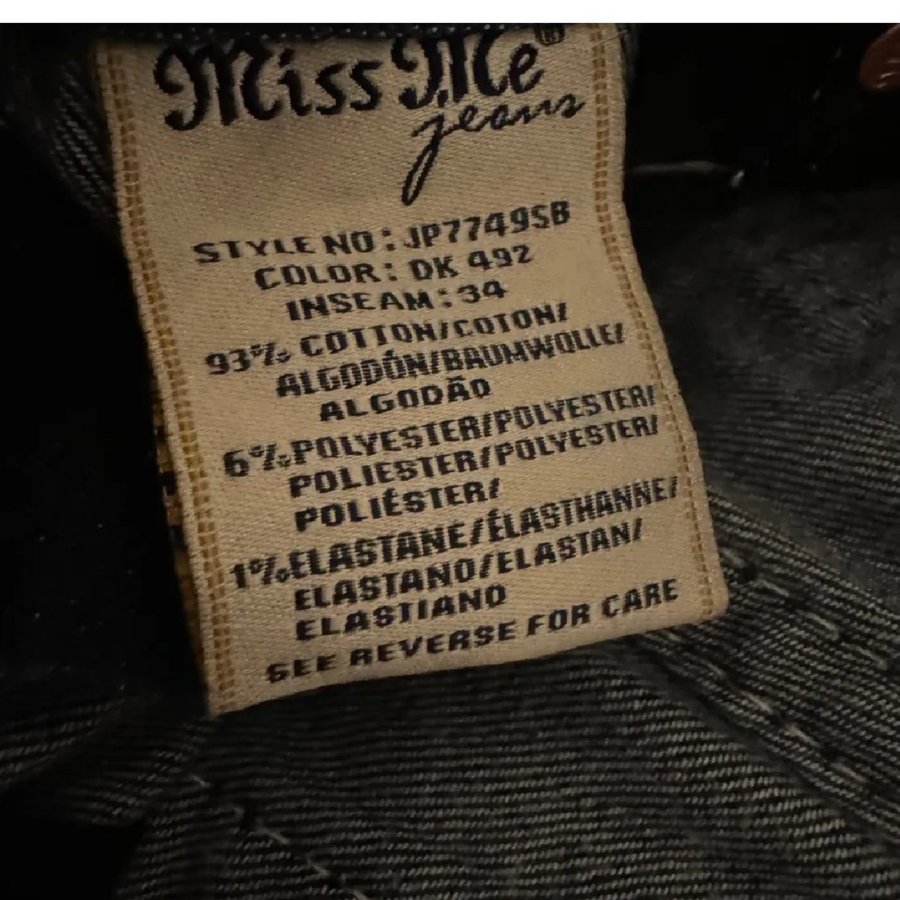 Miss Me®
jeans
STYLE NO: JP7749SB
COLOR: DK 492
INSEAM: 34
93% COTTON/COTON/
ALGODÓN/BAUMWOLLE/
ALGODÃO
6% POLYESTER/POLYESTER/
POLIESTER/POLYESTER/
POLIÉSTER/
1% ELASTANE/ÉLASTHANNE/
ELASTANO/ELASTAN/
ELASTIANO
SEE REVERSE FOR CARE